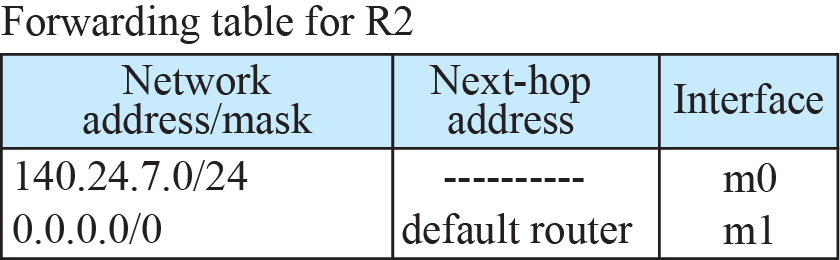 Forwarding table for R2
Network address/mask Next-hop address Interface
140.24.7.0/24 ---------- m0
0.0.0.0/0 default router m1